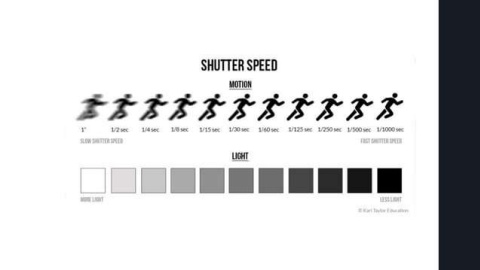 SHUTTER SPEED
MOTION
1" 1/2 sec 1/4 sec 1/8 sec 1/15 sec 1/30 sec 1/60 sec 1/125 sec 1/250 sec 1/500 sec 1/1000 sec
SLOW SHUTTER SPEED FAST SHUTTER SPEED
LIGHT
MORE LIGHT LESS LIGHT
© Karl Taylor Education